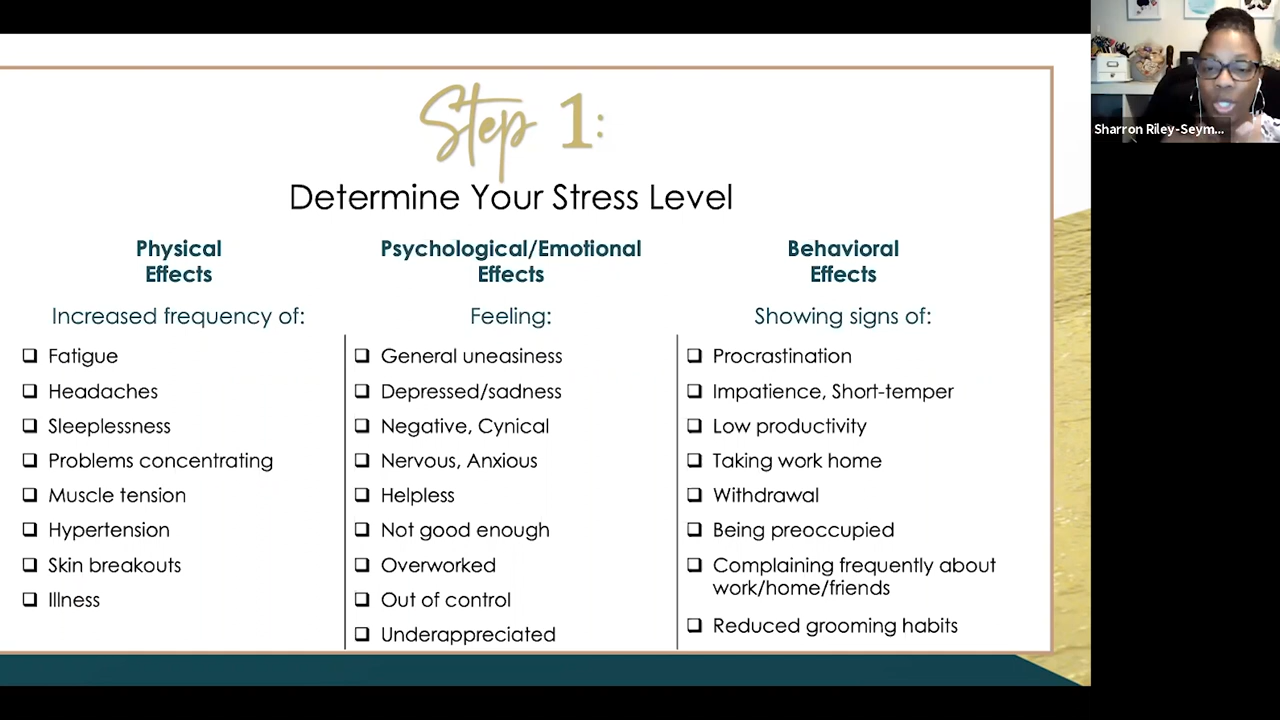 Step 1:
Determine Your Stress Level
Physical
Effects
Increased frequency of:
Fatigue
Headaches
Sleeplessness
Problems concentrating
Muscle tension
Hypertension
Skin breakouts
Illness
Psychological/Emotional
Effects
Feeling:
General uneasiness
Depressed/sadness
Negative, Cynical
Nervous, Anxious
Helpless
Not good enough
Overworked
Out of control
Underappreciated
Behavioral
Effects
Showing signs of:
Procrastination
Impatience, Short-temper
Low productivity
Taking work home
Withdrawal
Being preoccupied
Complaining frequently about
work/home/friends
Reduced grooming habits
Sharron Riley-Seym...